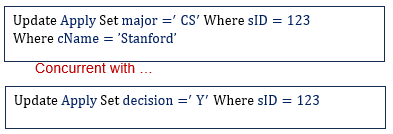 Update Apply Set major =′ CS′ Where sID = 123
Where cName = ′Stanford′
Concurrent with …
Update Apply Set decision =′ Y′ Where sID = 123